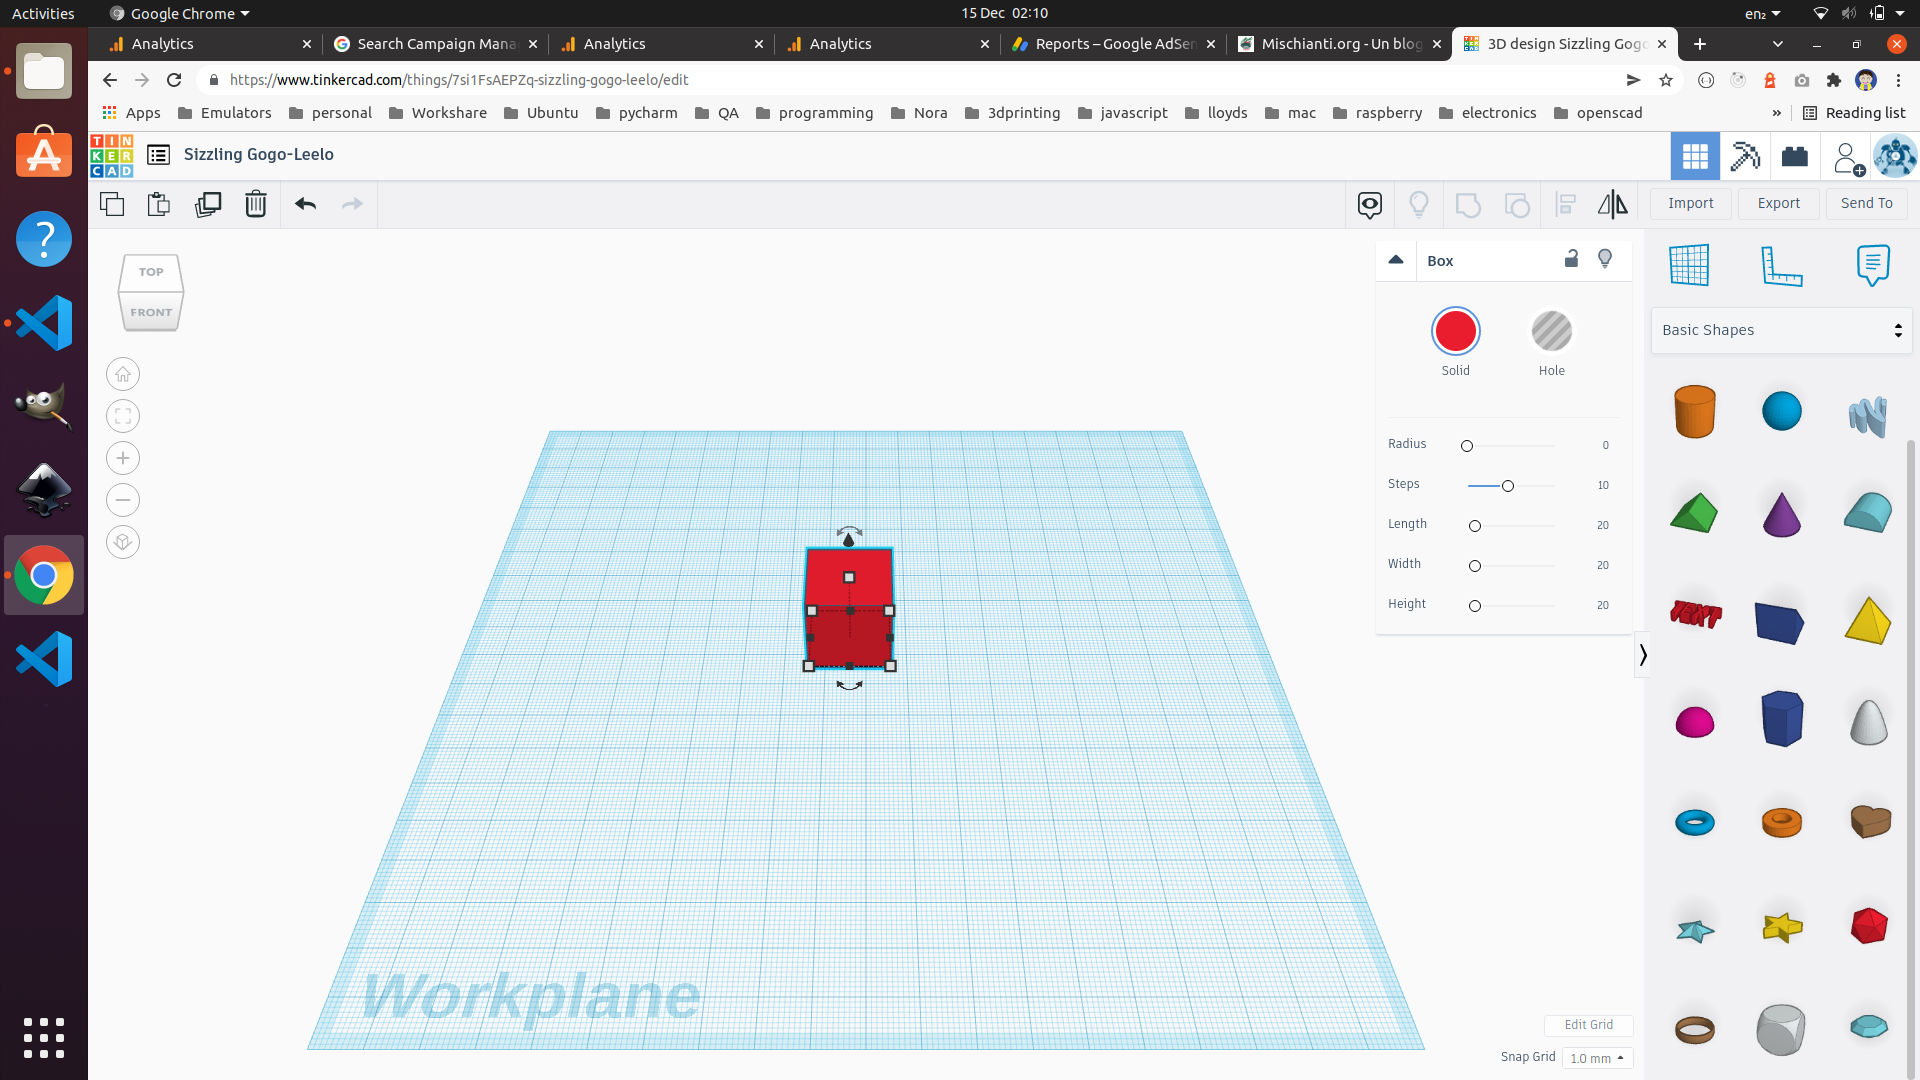 Activities
Google Chrome
15 Dec 02:10
en₂
Analytics
Search Campaign Mana
Analytics
Analytics
Reports – Google AdSen
Mischianti.org - Un blog
3D design Sizzling Gogo
https://www.tinkercad.com/things/7si1FsAEPZq-sizzling-gogo-leelo/edit
Apps
Emulators
personal
Workshare
Ubuntu
pycharm
QA
programming
Nora
3dprinting
javascript
lloyds
mac
raspberry
electronics
openscad
»
Reading list
TIN
KER
CAD
Sizzling Gogo-Leelo
Import
Export
Send To
TOP
FRONT
Box
Solid
Hole
Radius 0
Steps 10
Length 20
Width 20
Height 20
Basic Shapes
TEXT
Workplane
Edit Grid
Snap Grid 1.0 mm